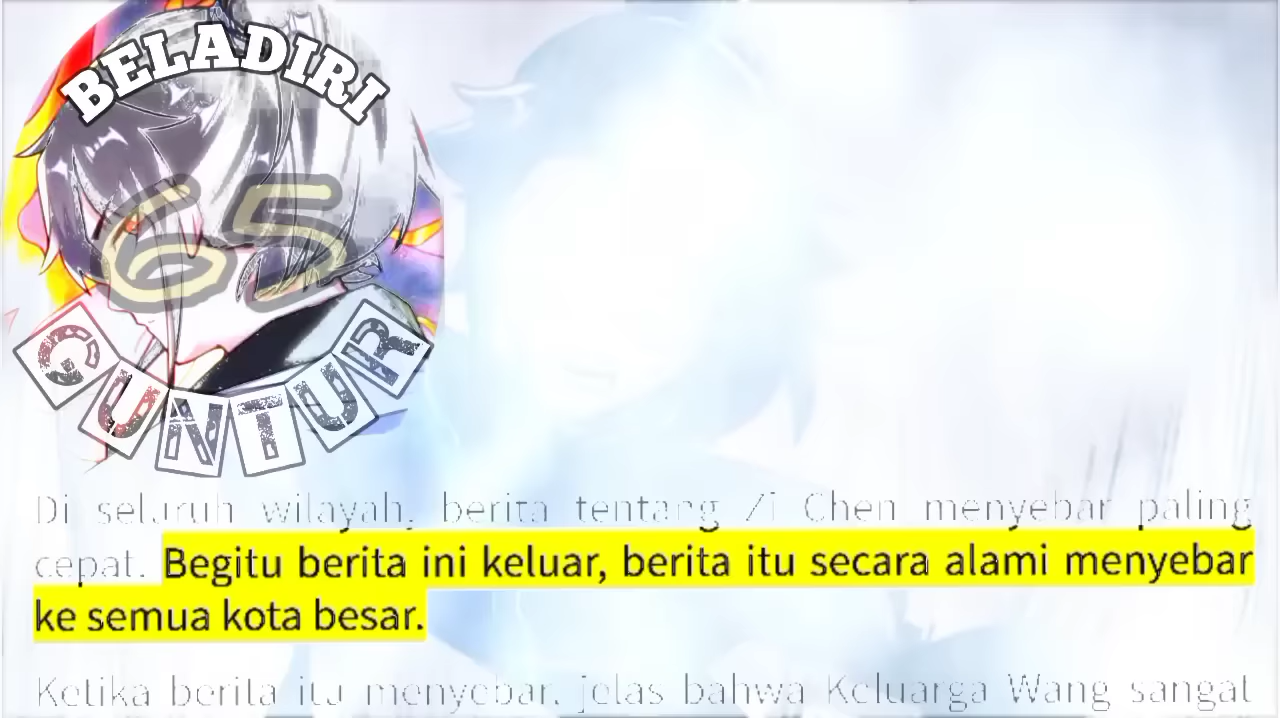 BELADIRI
65
GUNTUR
Di seluruh wilayah, berita tentang Zi Chen menyebar paling
cepat. Begitu berita ini keluar, berita itu secara alami menyebar
ke semua kota besar.
Ketika berita itu menyebar, jelas bahwa Keluarga Wang sangat